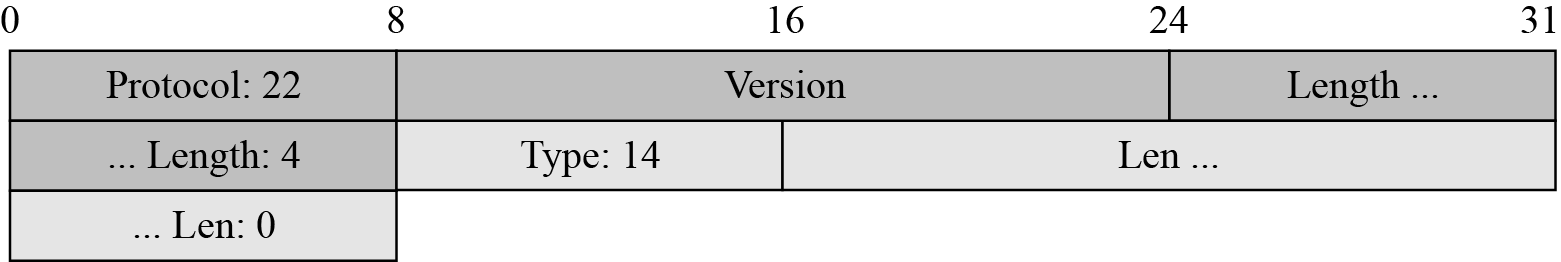 0 8 16 24 31
Protocol: 22 Version Length ...
... Length: 4 Type: 14 Len ...
... Len: 0